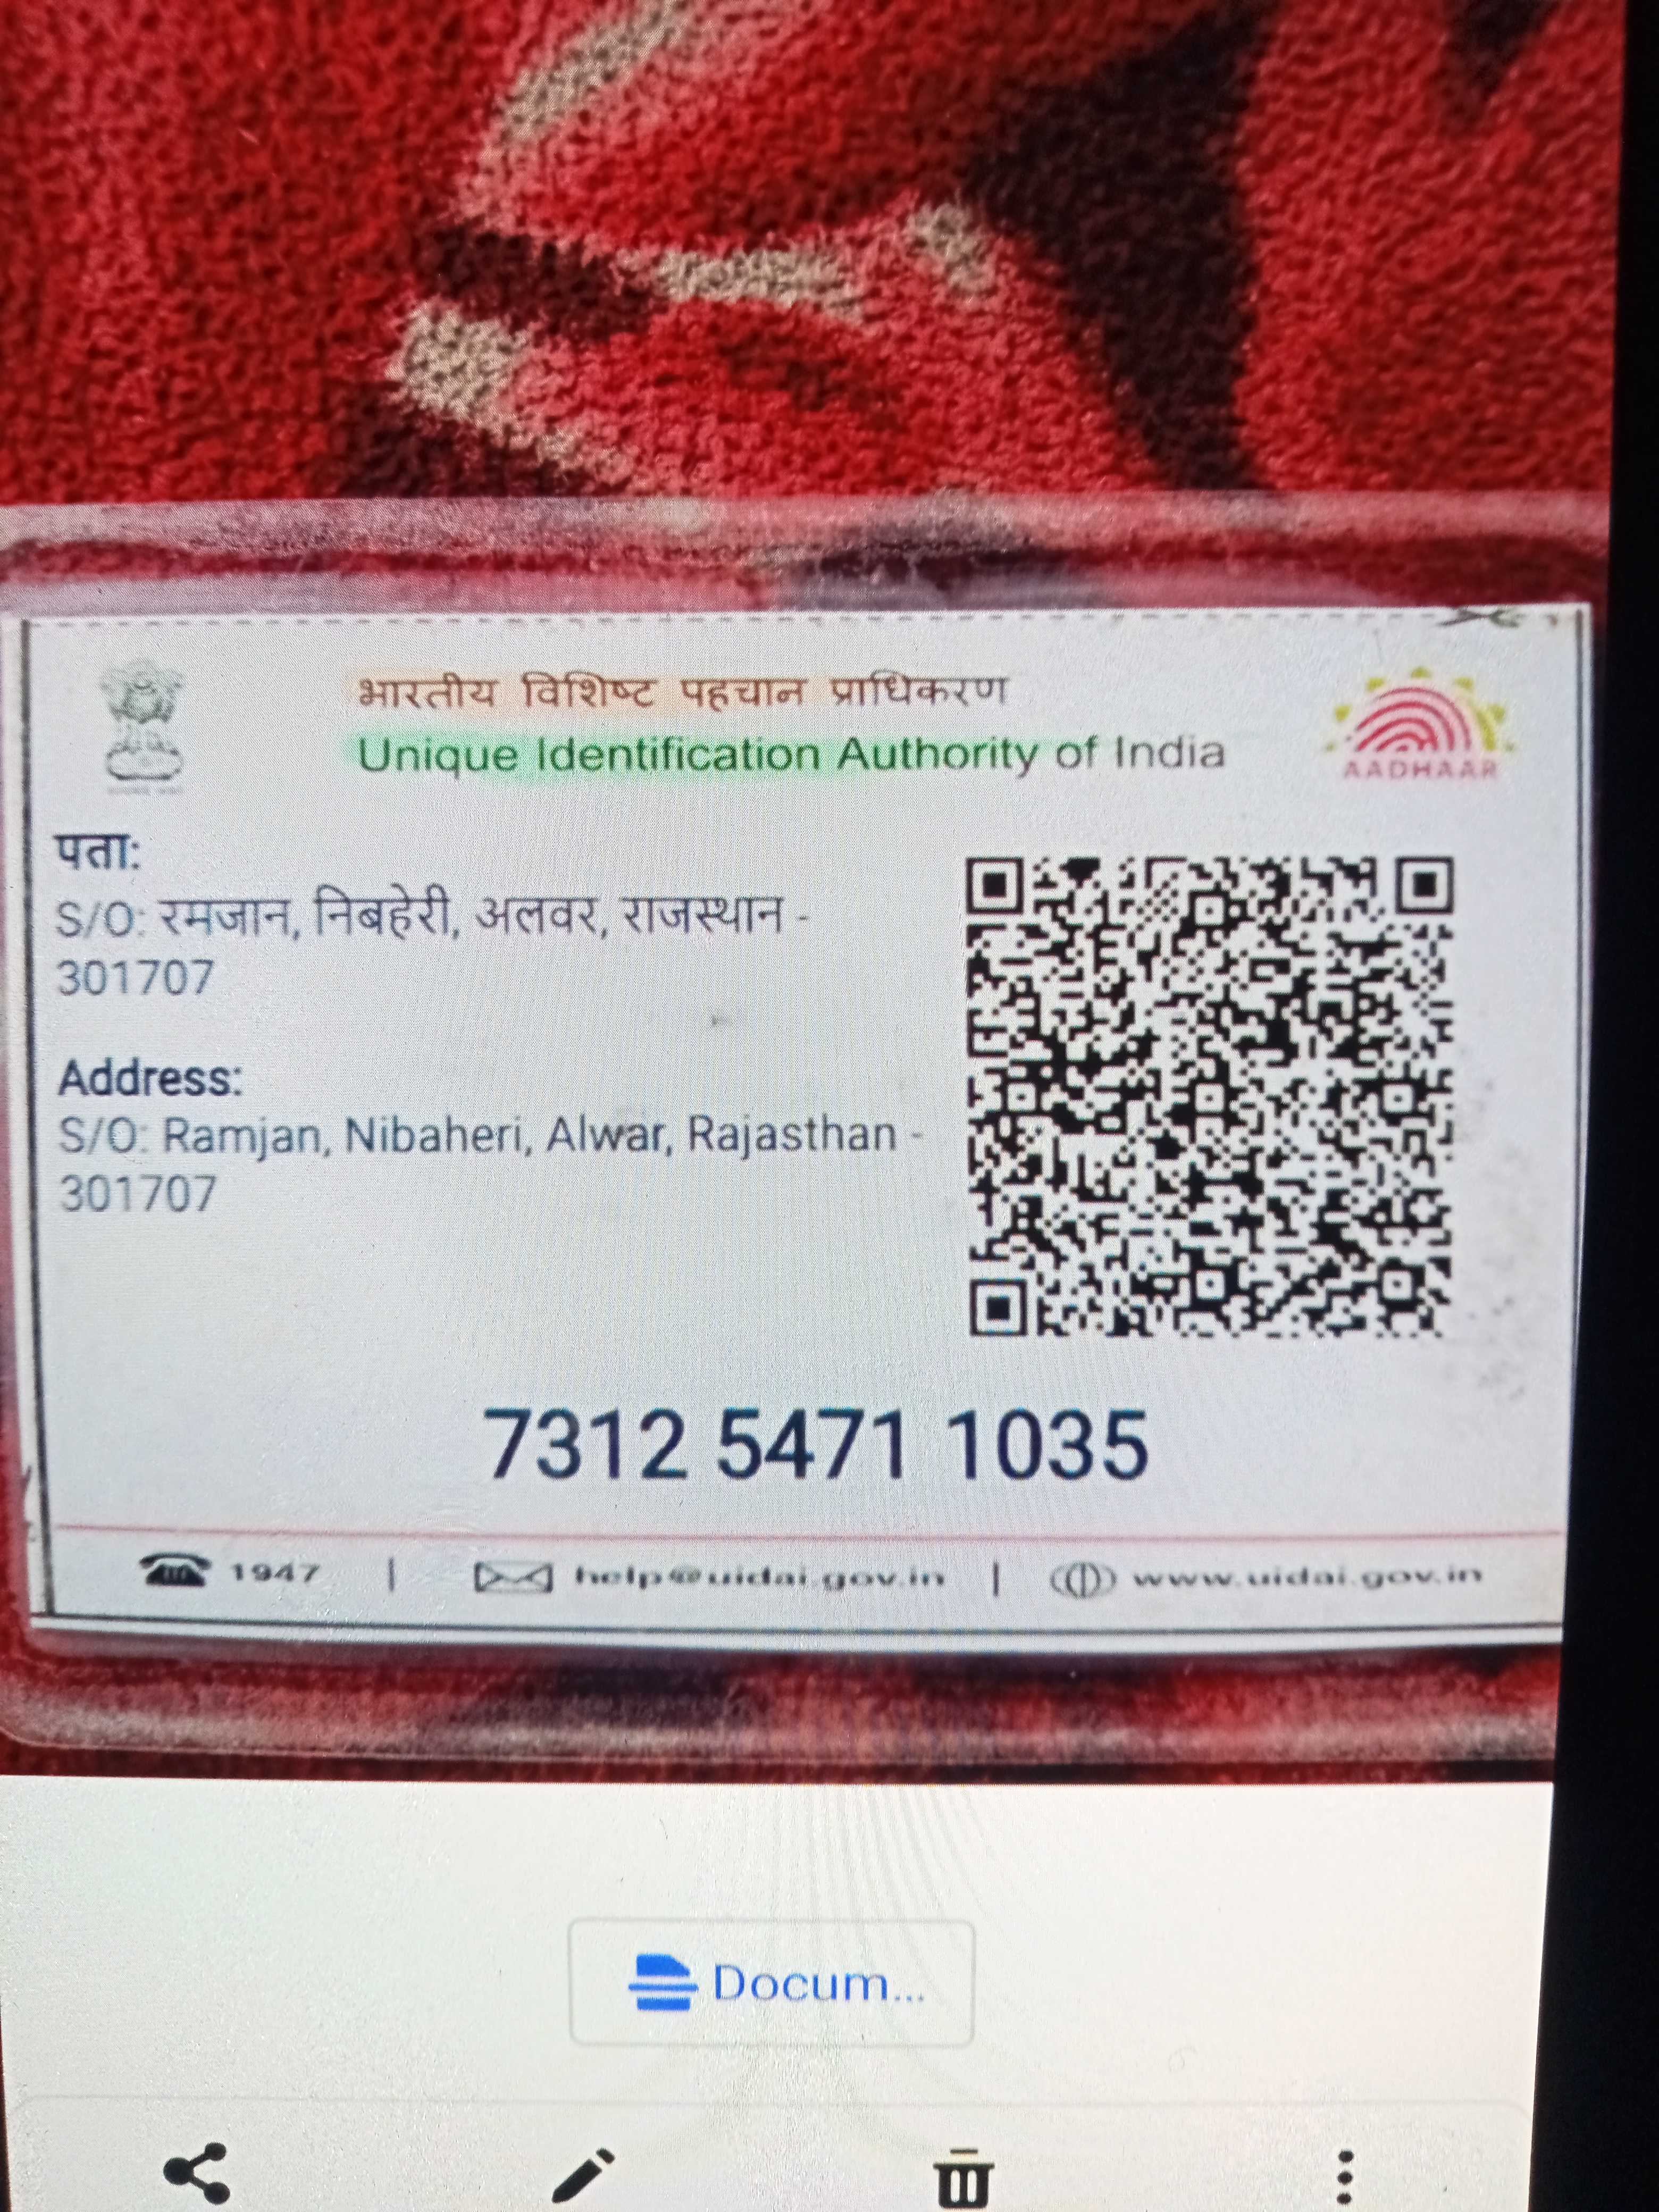 भारतीय विशिष्ट पहचान प्राधिकरण
Unique Identification Authority of India
AADHAAR
पता:
S/O: रमजान, निबहेरी, अलवर, राजस्थान -
301707
Address:
S/O: Ramjan, Nibaheri, Alwar, Rajasthan -
301707
7312 5471 1035
1947 | help@uidai.gov.in | www.uidai.gov.in
Docum...